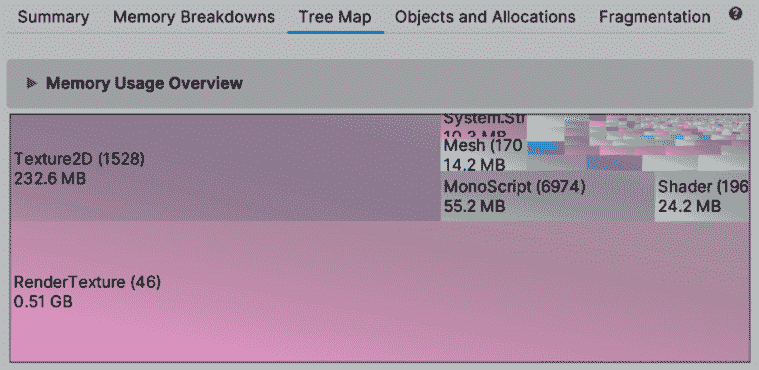 Summary Memory Breakdowns Tree Map Objects and Allocations Fragmentation ?
Memory Usage Overview
Texture2D (1528)
232.6 MB
System.Str
10.3 MB
Mesh (170
14.2 MB
MonoScript (6974)
55.2 MB
Shader (196
24.2 MB
RenderTexture (46)
0.51 GB